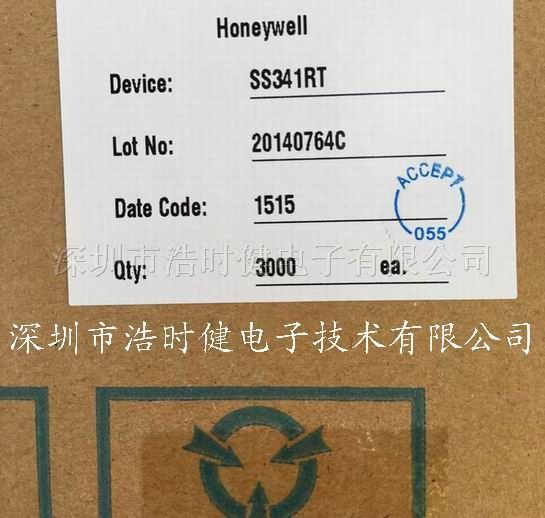 Honeywell
Device: SS341RT
Lot No: 20140764C
Date Code: 1515
ACCEPT
055
深圳市浩时健电子有限公司
Qty: 3000 ea.
深圳市浩时健电子技术有限公司